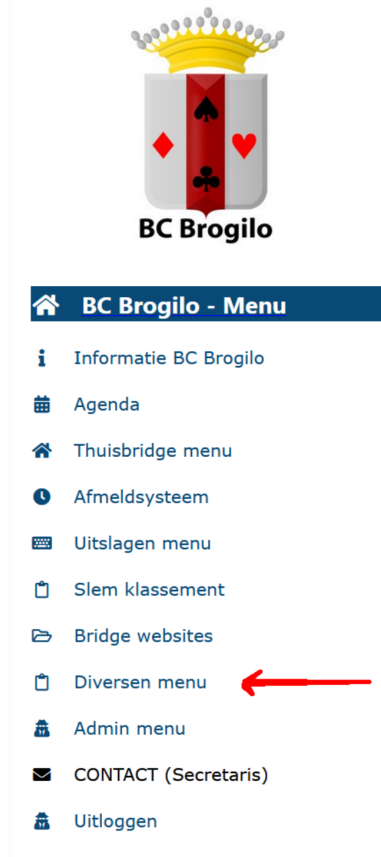 BC Brogilo
BC Brogilo - Menu
Informatie BC Brogilo
Agenda
Thuisbridge menu
Afmeldsysteem
Uitslagen menu
Slem klassement
Bridge websites
Diversen menu
Admin menu
CONTACT (Secretaris)
Uitloggen